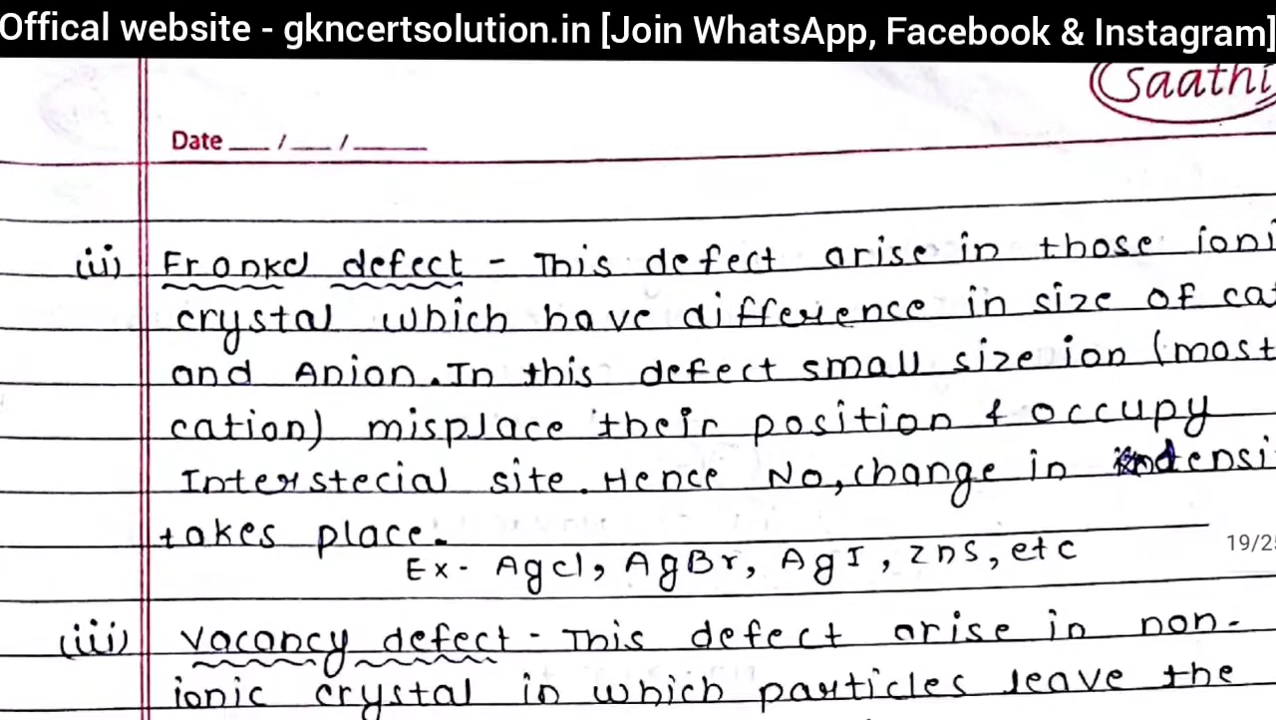 Offical website - gkncertsolution.in [Join WhatsApp, Facebook & Instagram]
Saathi
Date ___ / ___ / ______
(ii) Frankel defect - This defect arise in those ioni
crystal which have difference in size of cat
and Anion. In this defect small size ion (most
cation) misplace their position & occupy
Interstecial site. Hence No, change in densi
takes place.
19/25
Ex- Agcl, AgBr, AgI, ZnS, etc
(iii) Vacancy defect - This defect arise in non-
ionic crystal in which particles leave the